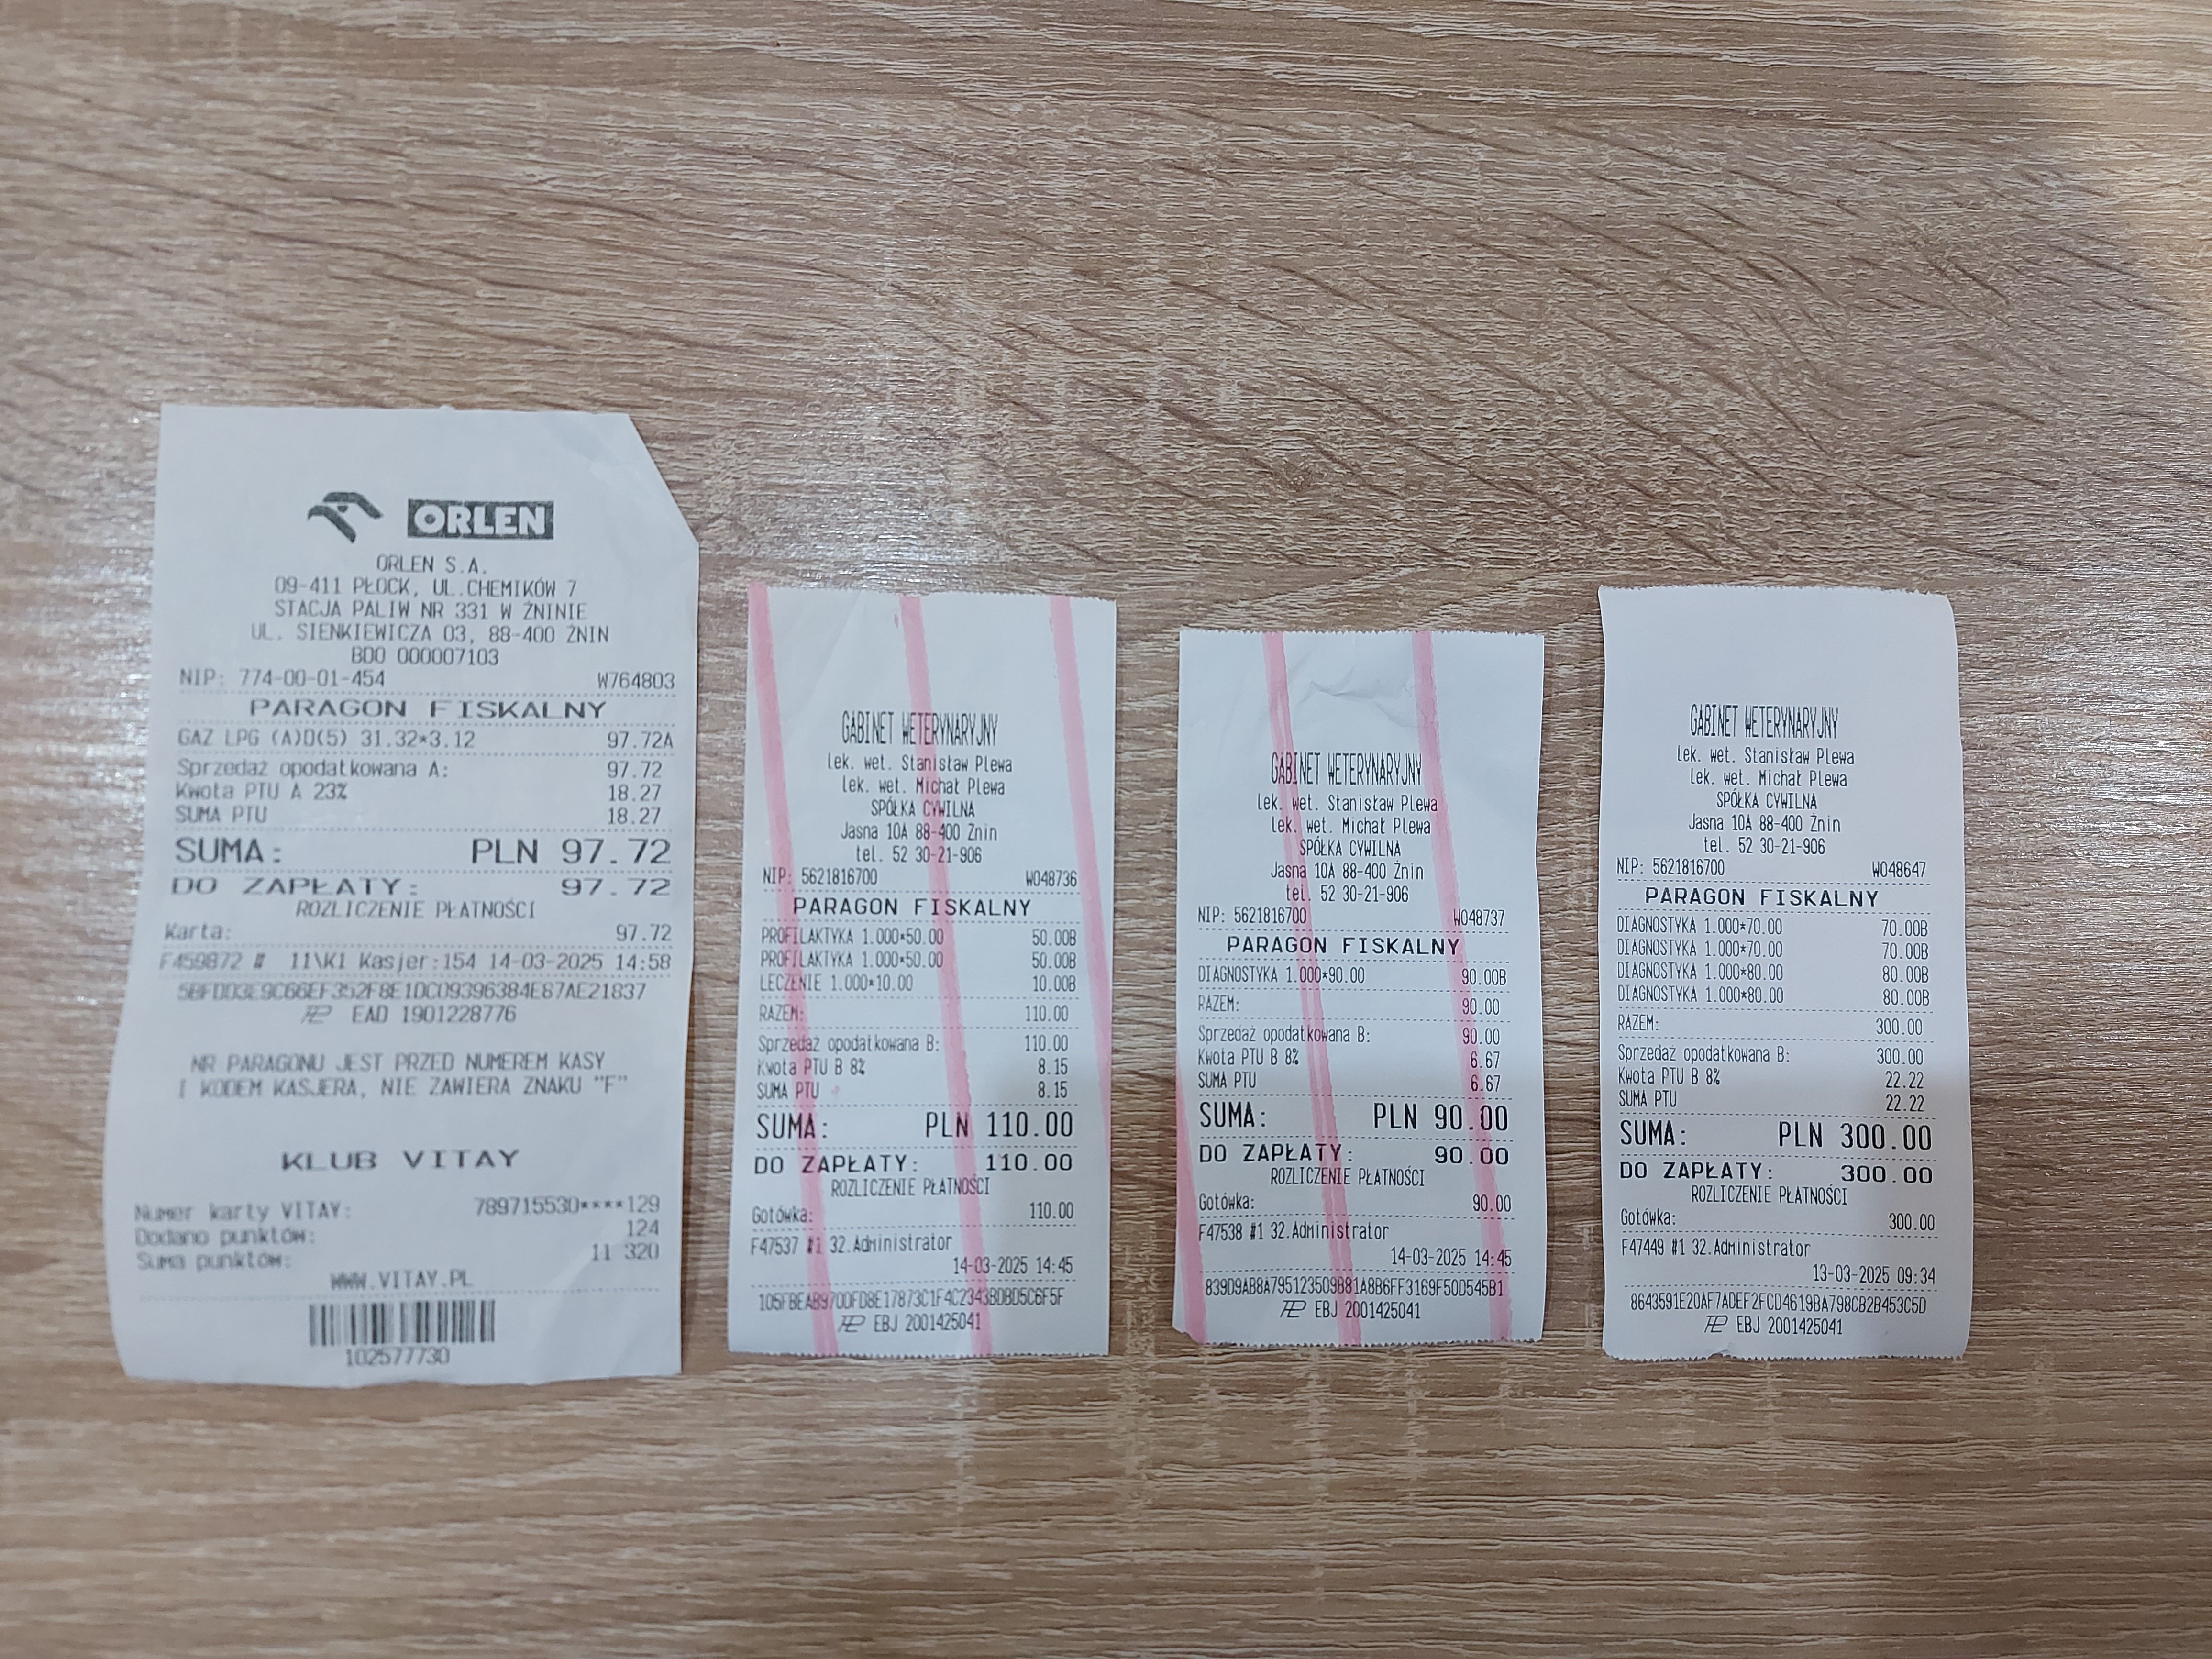 ORLEN
ORLEN S.A.
09-411 PŁOCK, UL.CHEMIKÓW 7
STACJA PALIW NR 331 W ŻNINIE
UL. SIENKIEWICZA 03, 88-400 ŻNIN
BDO 000007103
NIP: 774-00-01-454 W764803
PARAGON FISKALNY
GAZ LPG (A)D(5) 31.32*3.12 97.72A
Sprzedaż opodatkowana A: 97.72
Kwota PTU A 23% 18.27
SUMA PTU 18.27
SUMA: PLN 97.72
DO ZAPŁATY: 97.72
ROZLICZENIE PŁATNOŚCI
Karta: 97.72
F459872 # 11\K1 Kasjer:154 14-03-2025 14:58
5BFD03E9C66EF352F8E1DC09396384E67AE21837
EAD 1901228776
NR PARAGONU JEST PRZED NUMEREM KASY
I KODEM KASJERA, NIE ZAWIERA ZNAKU "F"
KLUB VITAY
Numer karty VITAY: 789715530****129
Dodano punktów: 124
Suma punktów: 11 320
WWW.VITAY.PL
102577730
GABINET WETERYNARYJNY
lek. wet. Stanisław Plewa
lek. wet. Michał Plewa
SPÓŁKA CYWILNA
Jasna 10A 88-400 Żnin
tel. 52 30-21-906
NIP: 5621816700 W048736
PARAGON FISKALNY
PROFILAKTYKA 1.000*50.00 50.00B
PROFILAKTYKA 1.000*50.00 50.00B
LECZENIE 1.000*10.00 10.00B
RAZEM: 110.00
Sprzedaż opodatkowana B: 110.00
Kwota PTU B 8% 8.15
SUMA PTU 8.15
SUMA: PLN 110.00
DO ZAPŁATY: 110.00
ROZLICZENIE PŁATNOŚCI
Gotówka: 110.00
F47537 #1 32.Administrator
14-03-2025 14:45
105FBEAB970DFD8E17873C1F4C2343BDBD5C6F5F
EBJ 2001425041
GABINET WETERYNARYJNY
lek. wet. Stanisław Plewa
lek. wet. Michał Plewa
SPÓŁKA CYWILNA
Jasna 10A 88-400 Żnin
tel. 52 30-21-906
NIP: 5621816700 W048737
PARAGON FISKALNY
DIAGNOSTYKA 1.000*90.00 90.00B
RAZEM: 90.00
Sprzedaż opodatkowana B: 90.00
Kwota PTU B 8% 6.67
SUMA PTU 6.67
SUMA: PLN 90.00
DO ZAPŁATY: 90.00
ROZLICZENIE PŁATNOŚCI
Gotówka: 90.00
F47538 #1 32.Administrator
14-03-2025 14:45
839D9AB8A795123509B81A8B6FF3169F50D545B1
EBJ 2001425041
GABINET WETERYNARYJNY
lek. wet. Stanisław Plewa
lek. wet. Michał Plewa
SPÓŁKA CYWILNA
Jasna 10A 88-400 Żnin
tel. 52 30-21-906
NIP: 5621816700 W048647
PARAGON FISKALNY
DIAGNOSTYKA 1.000*70.00 70.00B
DIAGNOSTYKA 1.000*70.00 70.00B
DIAGNOSTYKA 1.000*80.00 80.00B
DIAGNOSTYKA 1.000*80.00 80.00B
RAZEM: 300.00
Sprzedaż opodatkowana B: 300.00
Kwota PTU B 8% 22.22
SUMA PTU 22.22
SUMA: PLN 300.00
DO ZAPŁATY: 300.00
ROZLICZENIE PŁATNOŚCI
Gotówka: 300.00
F47449 #1 32.Administrator
13-03-2025 09:34
8643591E20AF7ADEF2FCD4619BA798CB2B453C5D
EBJ 2001425041